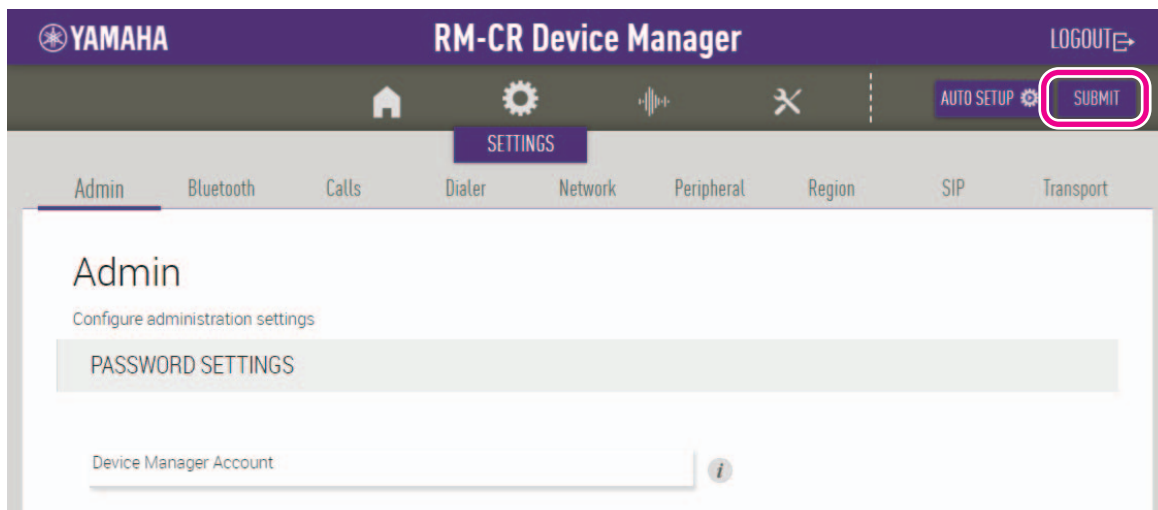 YAMAHA RM-CR Device Manager LOGOUT
AUTO SETUP SUBMIT
SETTINGS
Admin Bluetooth Calls Dialer Network Peripheral Region SIP Transport
Admin
Configure administration settings
PASSWORD SETTINGS
Device Manager Account i